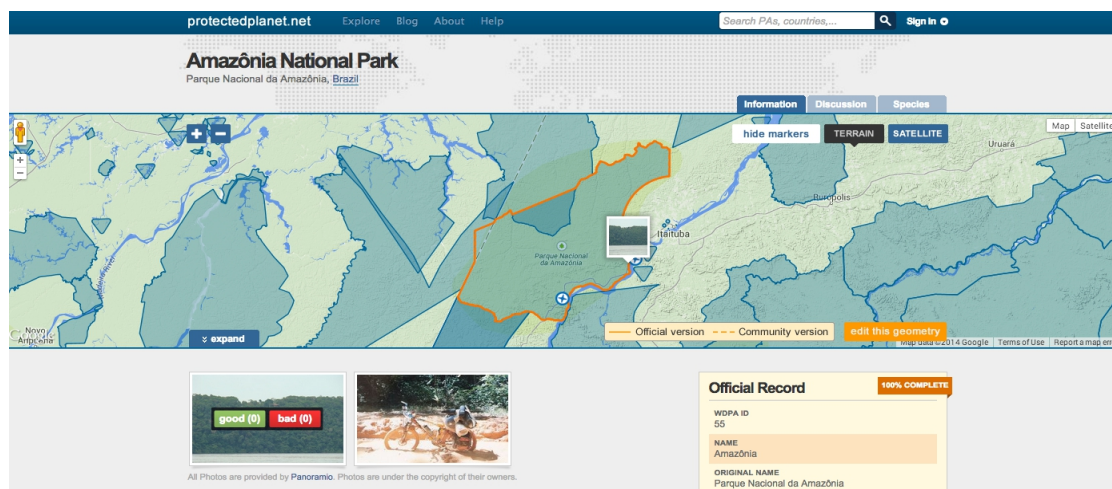 protectedplanet.net Explore Blog About Help Search PAs, countries,... Sign in
Amazônia National Park
Parque Nacional da Amazônia, Brazil
Information Discussion Species
hide markers TERRAIN SATELLITE Map Satellite
Uruará
Rurópolis
Itaituba
Parque Nacional
da Amazônia
Novo
Official version Community version edit this geometry
expand
Map data ©2014 Google Terms of Use Report a map err
Official Record 100% COMPLETE
good (0) bad (0)
WDPA ID
55
NAME
Amazônia
ORIGINAL NAME
Parque Nacional da Amazônia
All Photos are provided by Panoramio. Photos are under the copyright of their owners.